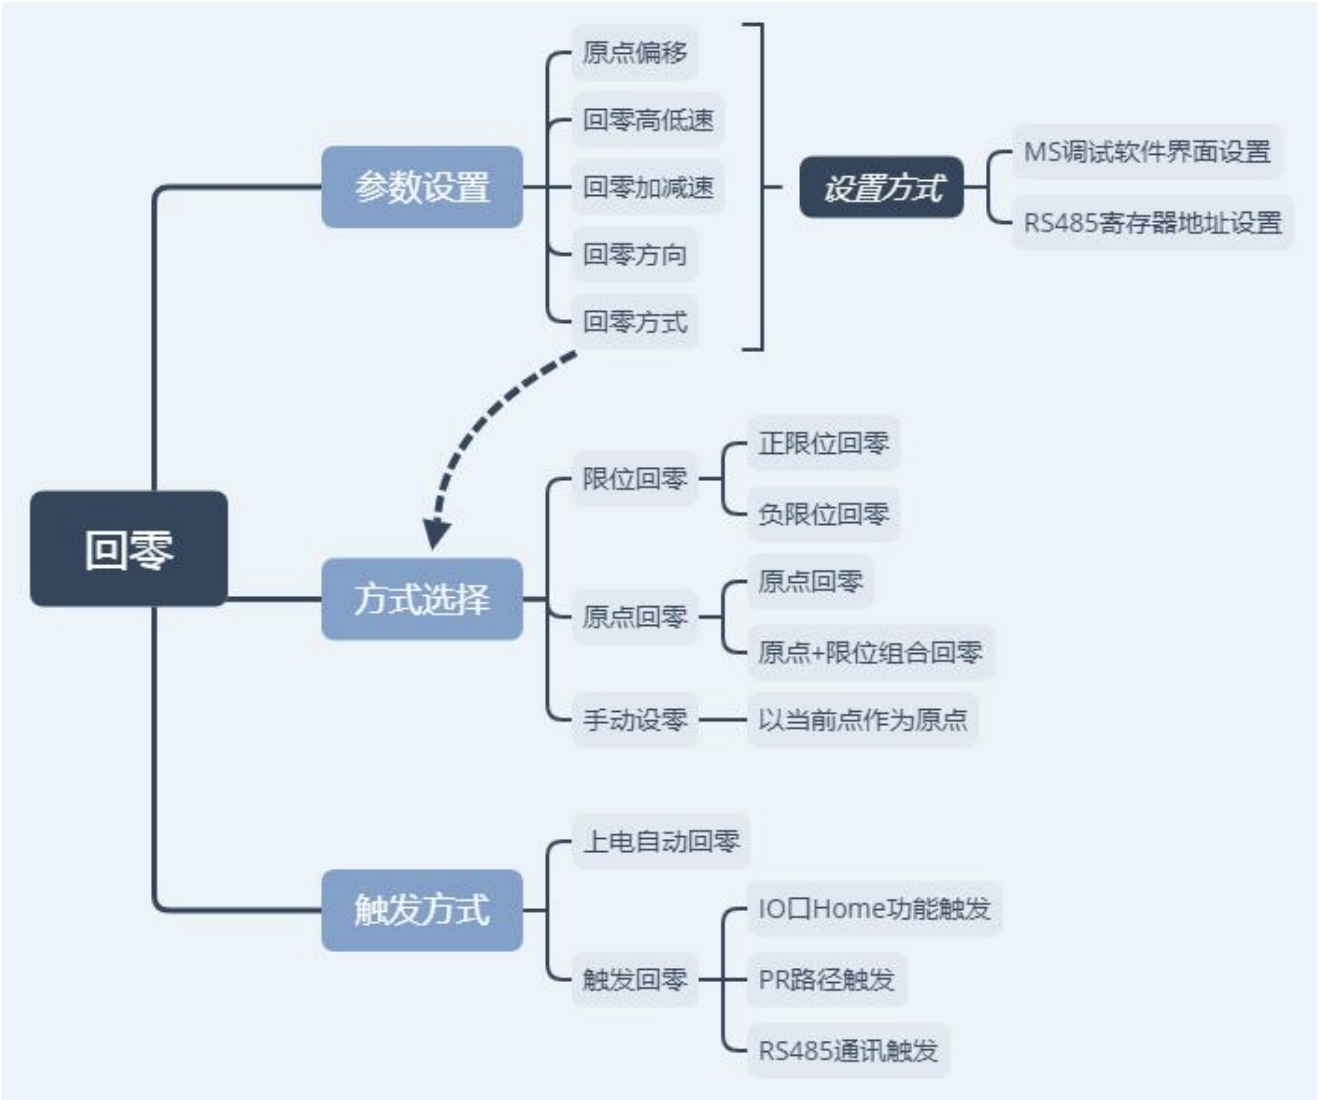 回零
参数设置
原点偏移
回零高低速
回零加减速
回零方向
回零方式
设置方式
MS调试软件界面设置
RS485寄存器地址设置
方式选择
限位回零
正限位回零
负限位回零
原点回零
原点回零
原点+限位组合回零
手动设零
以当前点作为原点
触发方式
上电自动回零
触发回零
IO口Home功能触发
PR路径触发
RS485通讯触发